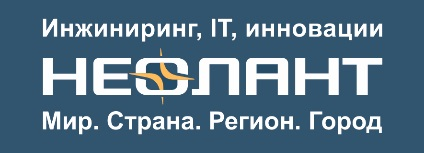 Инжиниринг, IT, инновации
НЕОЛАНТ
Мир. Страна. Регион. Город